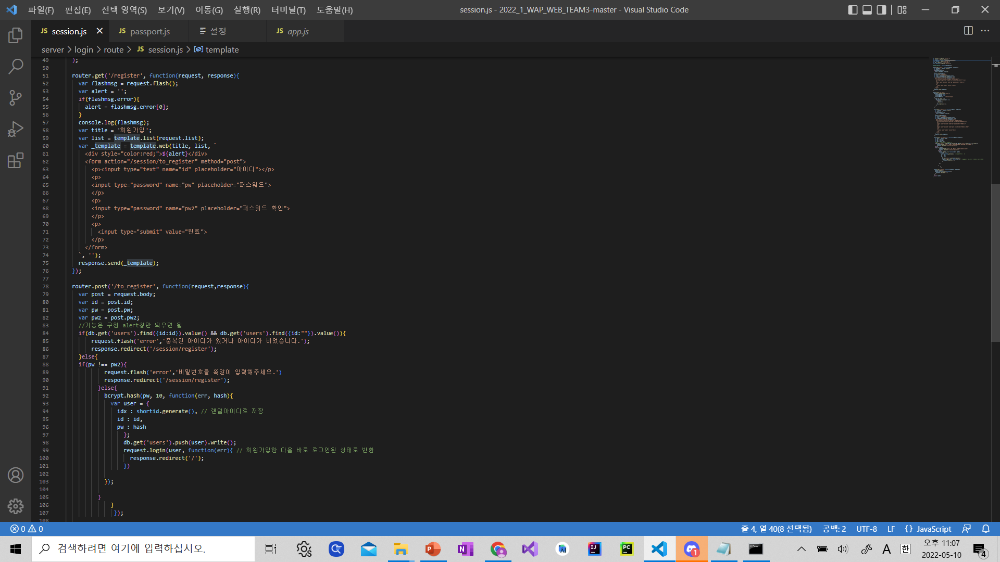 파일(F) 편집(E) 선택 영역(S) 보기(V) 이동(G) 실행(R) 터미널(T) 도움말(H) session.js - 2022_1_WAP_WEB_TEAM3-master - Visual Studio Code
JS session.js JS passport.js 설정 JS app.js
server > login > route > JS session.js > template
49 );
50
51 router.get('/register', function(request, response){
52 var flashmsg = request.flash();
53 var alert = '';
54 if(flashmsg.error){
55 alert = flashmsg.error[0];
56 }
57 console.log(flashmsg);
58 var title = '회원가입';
59 var list = template.list(request.list);
60 var _template = template.web(title, list, `
61 <div style="color:red;">${alert}</div>
62 <form action="/session/to_register" method="post">
63 <p><input type="text" name="id" placeholder="아이디"></p>
64 <p>
65 <input type="password" name="pw" placeholder="패스워드">
66 </p>
67 <p>
68 <input type="password" name="pw2" placeholder="패스워드 확인">
69 </p>
70 <p>
71 <input type="submit" value="완료">
72 </p>
73 </form>
74 `, '');
75 response.send(_template);
76 });
77
78 router.post('/to_register', function(request,response){
79 var post = request.body;
80 var id = post.id;
81 var pw = post.pw;
82 var pw2 = post.pw2;
83 //기능은 구현 alert창만 띄우면 됨
84 if(db.get('users').find({id:id}).value() && db.get('users').find({id:""}).value()){
85 request.flash('error','중복된 아이디가 있거나 아이디가 비었습니다.');
86 response.redirect('/session/register');
87 }else{
88 if(pw !== pw2){
89 request.flash('error','비밀번호를 똑같이 입력해주세요.')
90 response.redirect('/session/register');
91 }else{
92 bcrypt.hash(pw, 10, function(err, hash){
93 var user = {
94 idx : shortid.generate(), // 랜덤아이디로 저장
95 id : id,
96 pw : hash
97 };
98 db.get('users').push(user).write();
99 request.login(user, function(err){ // 회원가입한 다음 바로 로그인된 상태로 반환
100 response.redirect('/');
101 })
102
103 });
104
105 }
106 }
107 });
108
0 0 줄 4, 열 40(8 선택됨) 공백: 2 UTF-8 LF {} JavaScript
검색하려면 여기에 입력하십시오. A 한 오후 11:07
2022-05-10 4